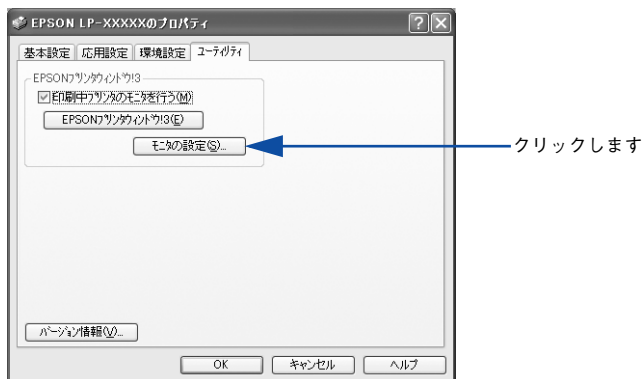 EPSON LP-XXXXXのプロパティ
基本設定 応用設定 環境設定 ユーティリティ
EPSONプリンタウィンドウ!3
印刷中プリンタのモニタを行う(M)
EPSONプリンタウィンドウ!3(E)
モニタの設定(S)...
クリックします
バージョン情報(V)...
OK キャンセル ヘルプ